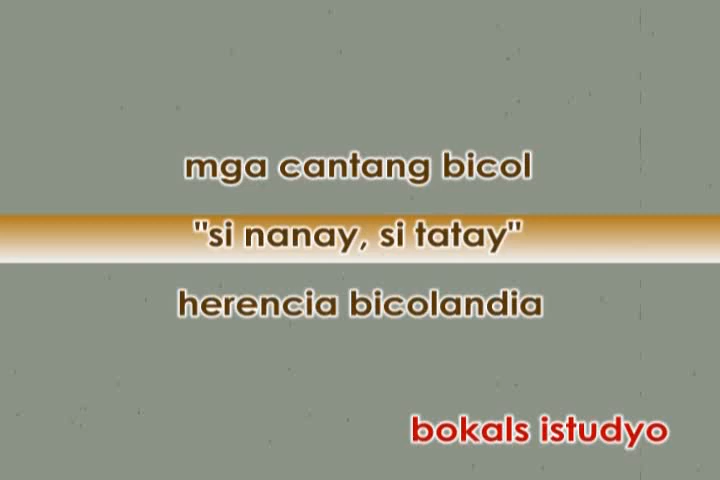 mga cantang bicol
"si nanay, si tatay"
herencia bicolandia
bokals istudyo